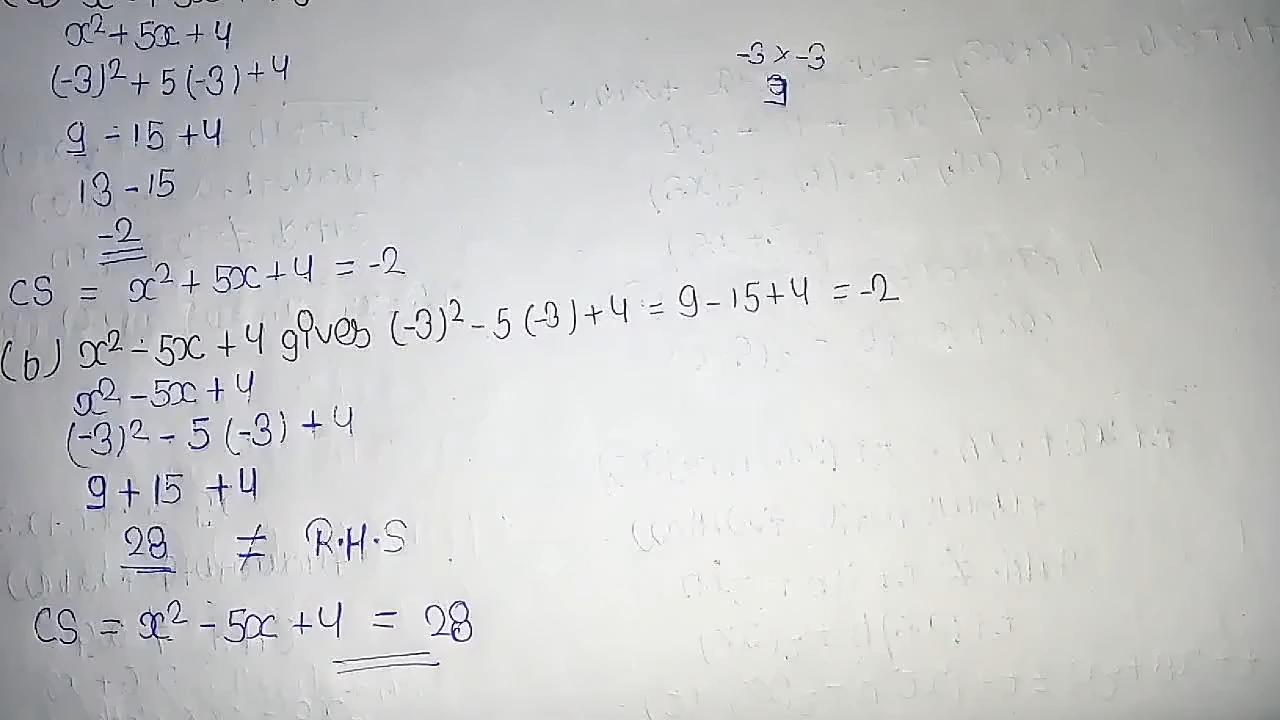 x² + 5x + 4
(-3)² + 5(-3) + 4
-3 × -3
9
9 - 15 + 4
13 - 15
-2
CS = x² + 5x + 4 = -2
(b) x² - 5x + 4 gives (-3)² - 5(-3) + 4 = 9 - 15 + 4 = -2
x² - 5x + 4
(-3)² - 5(-3) + 4
9 + 15 + 4
28 ≠ R.H.S
CS = x² - 5x + 4 = 28